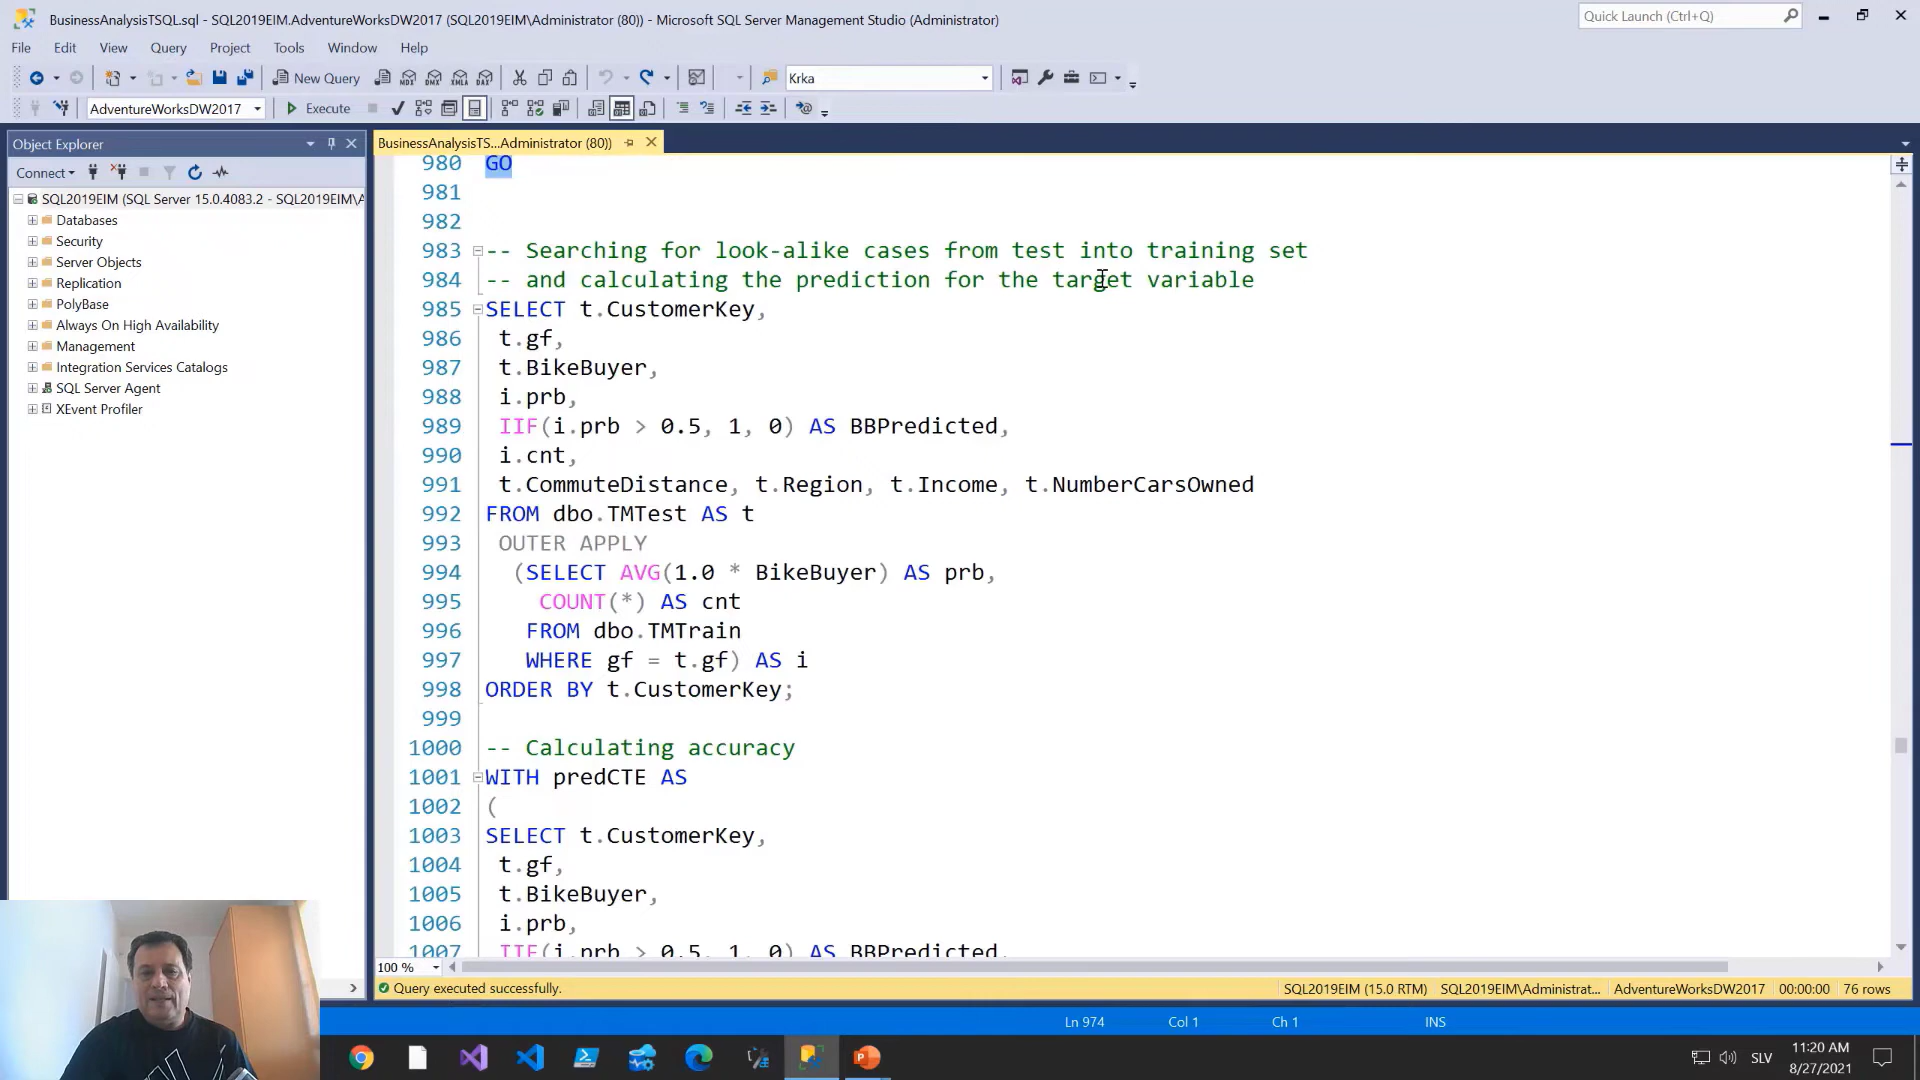 BusinessAnalysisTSQL.sql - SQL2019EIM.AdventureWorksDW2017 (SQL2019EIM\Administrator (80)) - Microsoft SQL Server Management Studio (Administrator)
Quick Launch (Ctrl+Q)
File Edit View Query Project Tools Window Help
New Query
Krka
AdventureWorksDW2017
Execute
Object Explorer
Connect
SQL2019EIM (SQL Server 15.0.4083.2 - SQL2019EIM\A
Databases
Security
Server Objects
Replication
PolyBase
Always On High Availability
Management
Integration Services Catalogs
SQL Server Agent
XEvent Profiler
BusinessAnalysisTS...Administrator (80))
980 GO
981
982
983 -- Searching for look-alike cases from test into training set
984 -- and calculating the prediction for the target variable
985 SELECT t.CustomerKey,
986 t.gf,
987 t.BikeBuyer,
988 i.prb,
989 IIF(i.prb > 0.5, 1, 0) AS BBPredicted,
990 i.cnt,
991 t.CommuteDistance, t.Region, t.Income, t.NumberCarsOwned
992 FROM dbo.TMTest AS t
993 OUTER APPLY
994 (SELECT AVG(1.0 * BikeBuyer) AS prb,
995 COUNT(*) AS cnt
996 FROM dbo.TMTrain
997 WHERE gf = t.gf) AS i
998 ORDER BY t.CustomerKey;
999
1000 -- Calculating accuracy
1001 WITH predCTE AS
1002 (
1003 SELECT t.CustomerKey,
1004 t.gf,
1005 t.BikeBuyer,
1006 i.prb,
1007 IIF(i.prb > 0.5, 1, 0) AS BBPredicted,
100 %
Query executed successfully.
SQL2019EIM (15.0 RTM) SQL2019EIM\Administrat... AdventureWorksDW2017 00:00:00 76 rows
Ln 974 Col 1 Ch 1 INS
SLV
11:20 AM
8/27/2021